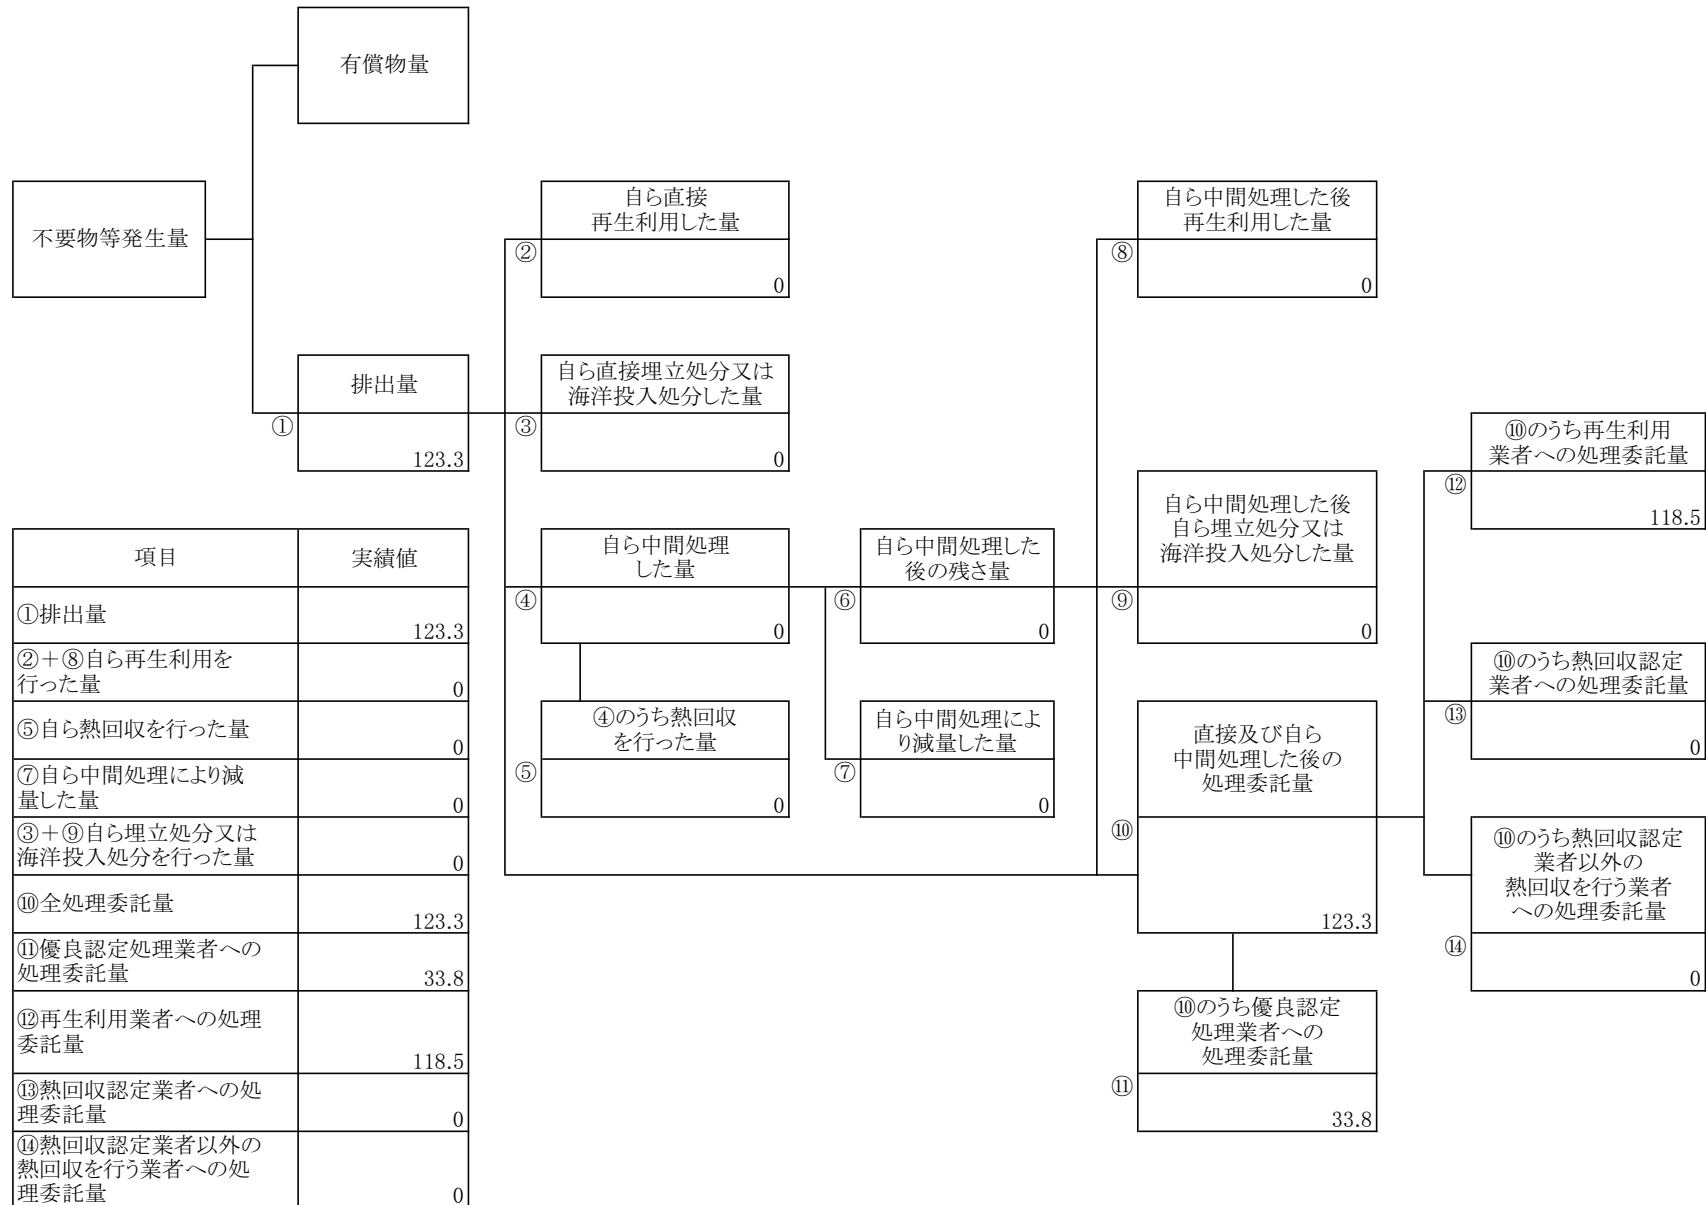 有償物量
不要物等発生量
自ら直接
再生利用した量
②
0
自ら中間処理した後
再生利用した量
⑧
0
排出量
①
123.3
自ら直接埋立処分又は
海洋投入処分した量
③
0
⑩のうち再生利用
業者への処理委託量
⑫
118.5
自ら中間処理
した量
④
0
自ら中間処理した
後の残さ量
⑥
0
自ら中間処理した後
自ら埋立処分又は
海洋投入処分した量
⑨
0
⑩のうち熱回収認定
業者への処理委託量
⑬
0
④のうち熱回収
を行った量
⑤
0
自ら中間処理によ
り減量した量
⑦
0
直接及び自ら
中間処理した後の
処理委託量
⑩
123.3
⑩のうち熱回収認定
業者以外の
熱回収を行う業者
への処理委託量
⑭
0
⑩のうち優良認定
処理業者への
処理委託量
⑪
33.8
項目 実績値
①排出量
123.3
②＋⑧自ら再生利用を
行った量
0
⑤自ら熱回収を行った量
0
⑦自ら中間処理により減
量した量
0
③＋⑨自ら埋立処分又は
海洋投入処分を行った量
0
⑩全処理委託量
123.3
⑪優良認定処理業者への
処理委託量
33.8
⑫再生利用業者への処理
委託量
118.5
⑬熱回収認定業者への処
理委託量
0
⑭熱回収認定業者以外の
熱回収を行う業者への処
理委託量
0